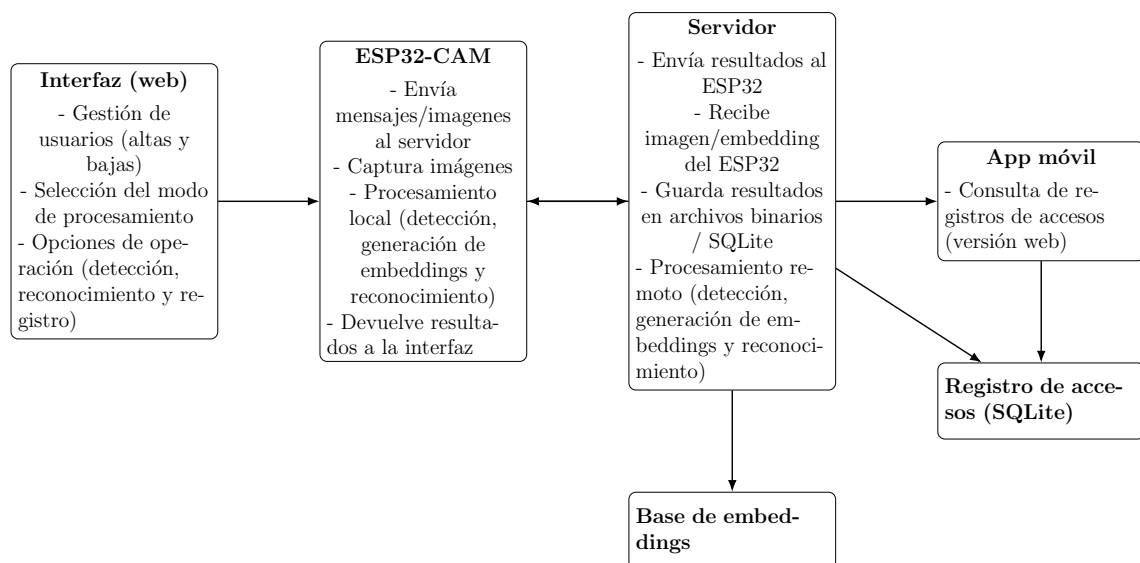 Interfaz (web)
- Gestión de
usuarios (altas y
bajas)
- Selección del modo
de procesamiento
- Opciones de ope-
ración (detección,
reconocimiento y re-
gistro)
ESP32-CAM
- Envía
mensajes/imagenes
al servidor
- Captura imágenes
- Procesamiento
local (detección,
generación de
embeddings y
reconocimiento)
- Devuelve resulta-
dos a la interfaz
Servidor
- Envía resultados al
ESP32
- Recibe
imagen/embedding
del ESP32
- Guarda resultados
en archivos binarios
/ SQLite
- Procesamiento re-
moto (detección,
generación de em-
beddings y reconoci-
miento)
App móvil
- Consulta de re-
gistros de accesos
(versión web)
Registro de acce-
sos (SQLite)
Base de embed-
dings